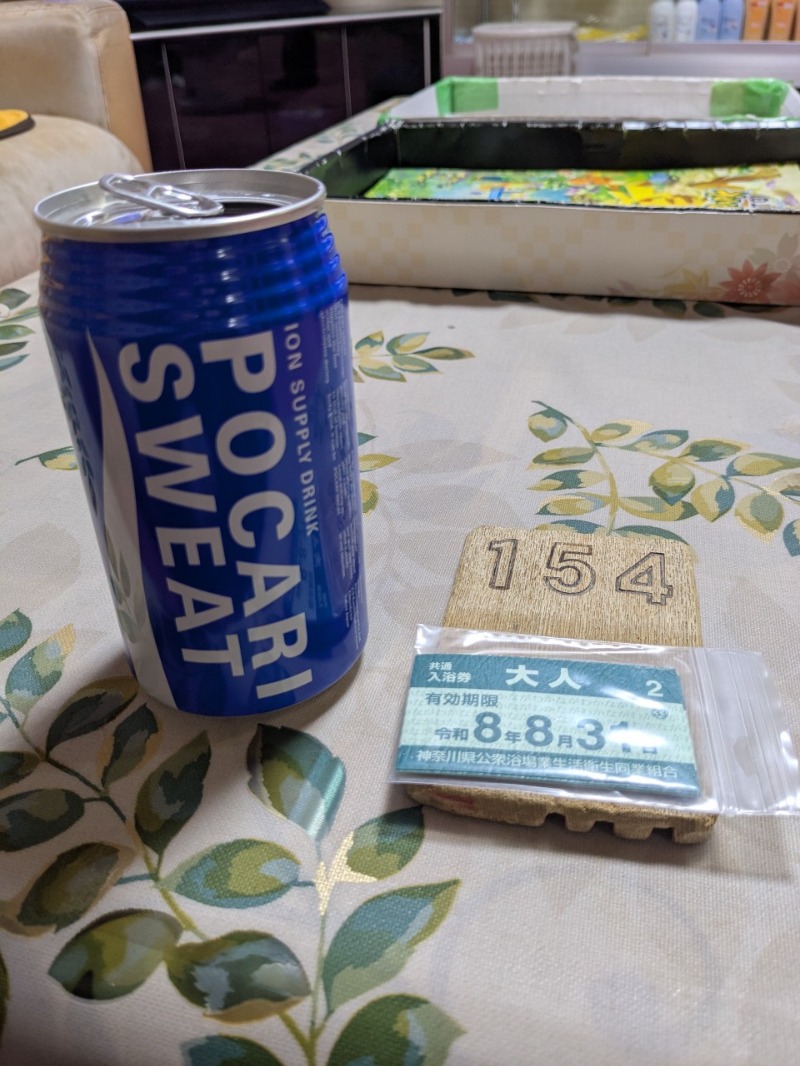 ION SUPPLY DRINK
POCARI
SWEAT
154
共通
入浴券
大人
2
有効期限
令和8年8月31日
神奈川県公衆浴場業生活衛生同業組合